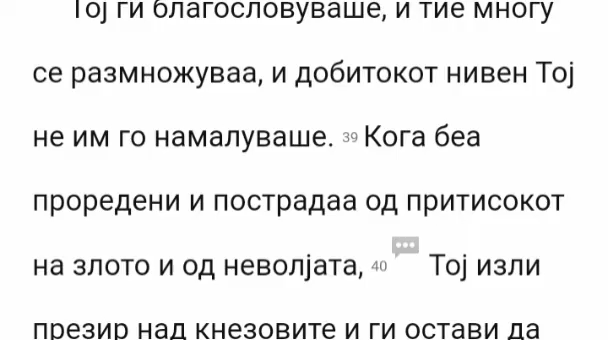 Тој ги благословуваше, и тие многу
се размножуваа, и добитокот нивен Тој
не им го намалуваше. 39 Кога беа
проредени и пострадаа од притисокот
на злото и од неволјата, 40 Тој изли
презир над кнезовите и ги остави да